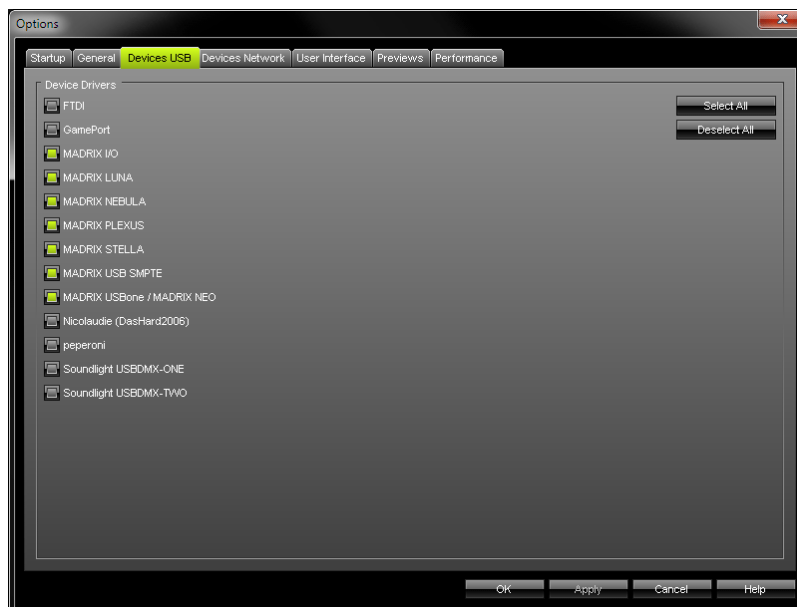 Options
Startup General Devices USB Devices Network User Interface Previews Performance
Device Drivers
FTDI
Select All
GamePort
Deselect All
MADRIX I/O
MADRIX LUNA
MADRIX NEBULA
MADRIX PLEXUS
MADRIX STELLA
MADRIX USB SMPTE
MADRIX USBone / MADRIX NEO
Nicolaudie (DasHard2006)
peperoni
Soundlight USBDMX-ONE
Soundlight USBDMX-TWO
OK Apply Cancel Help